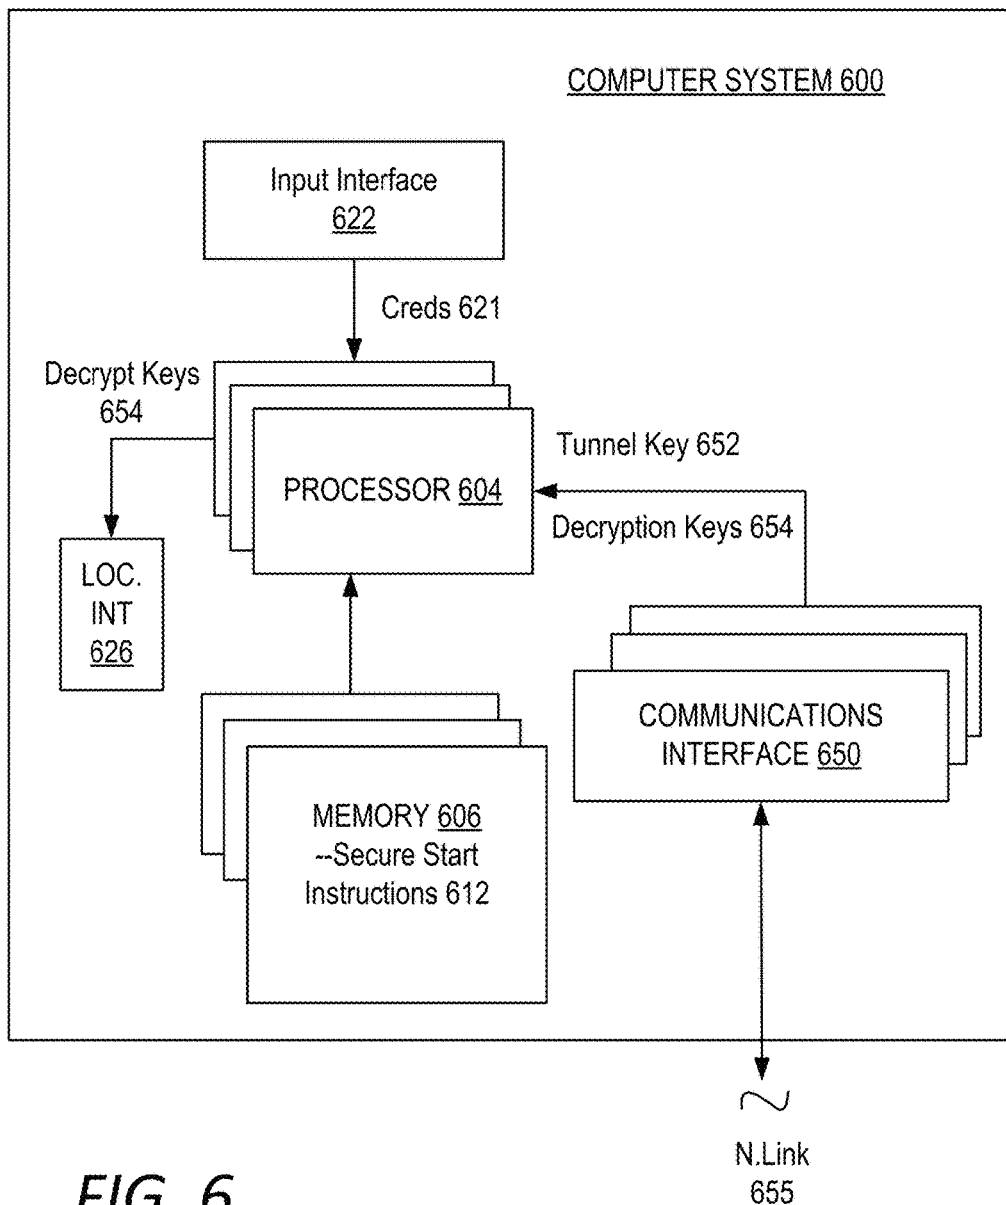 COMPUTER SYSTEM 600
Input Interface
622
Creds 621
Decrypt Keys
654
Tunnel Key 652
PROCESSOR 604
Decryption Keys 654
LOC.
INT
626
COMMUNICATIONS
INTERFACE 650
MEMORY 606
--Secure Start
Instructions 612
N.Link
655
FIG. 6